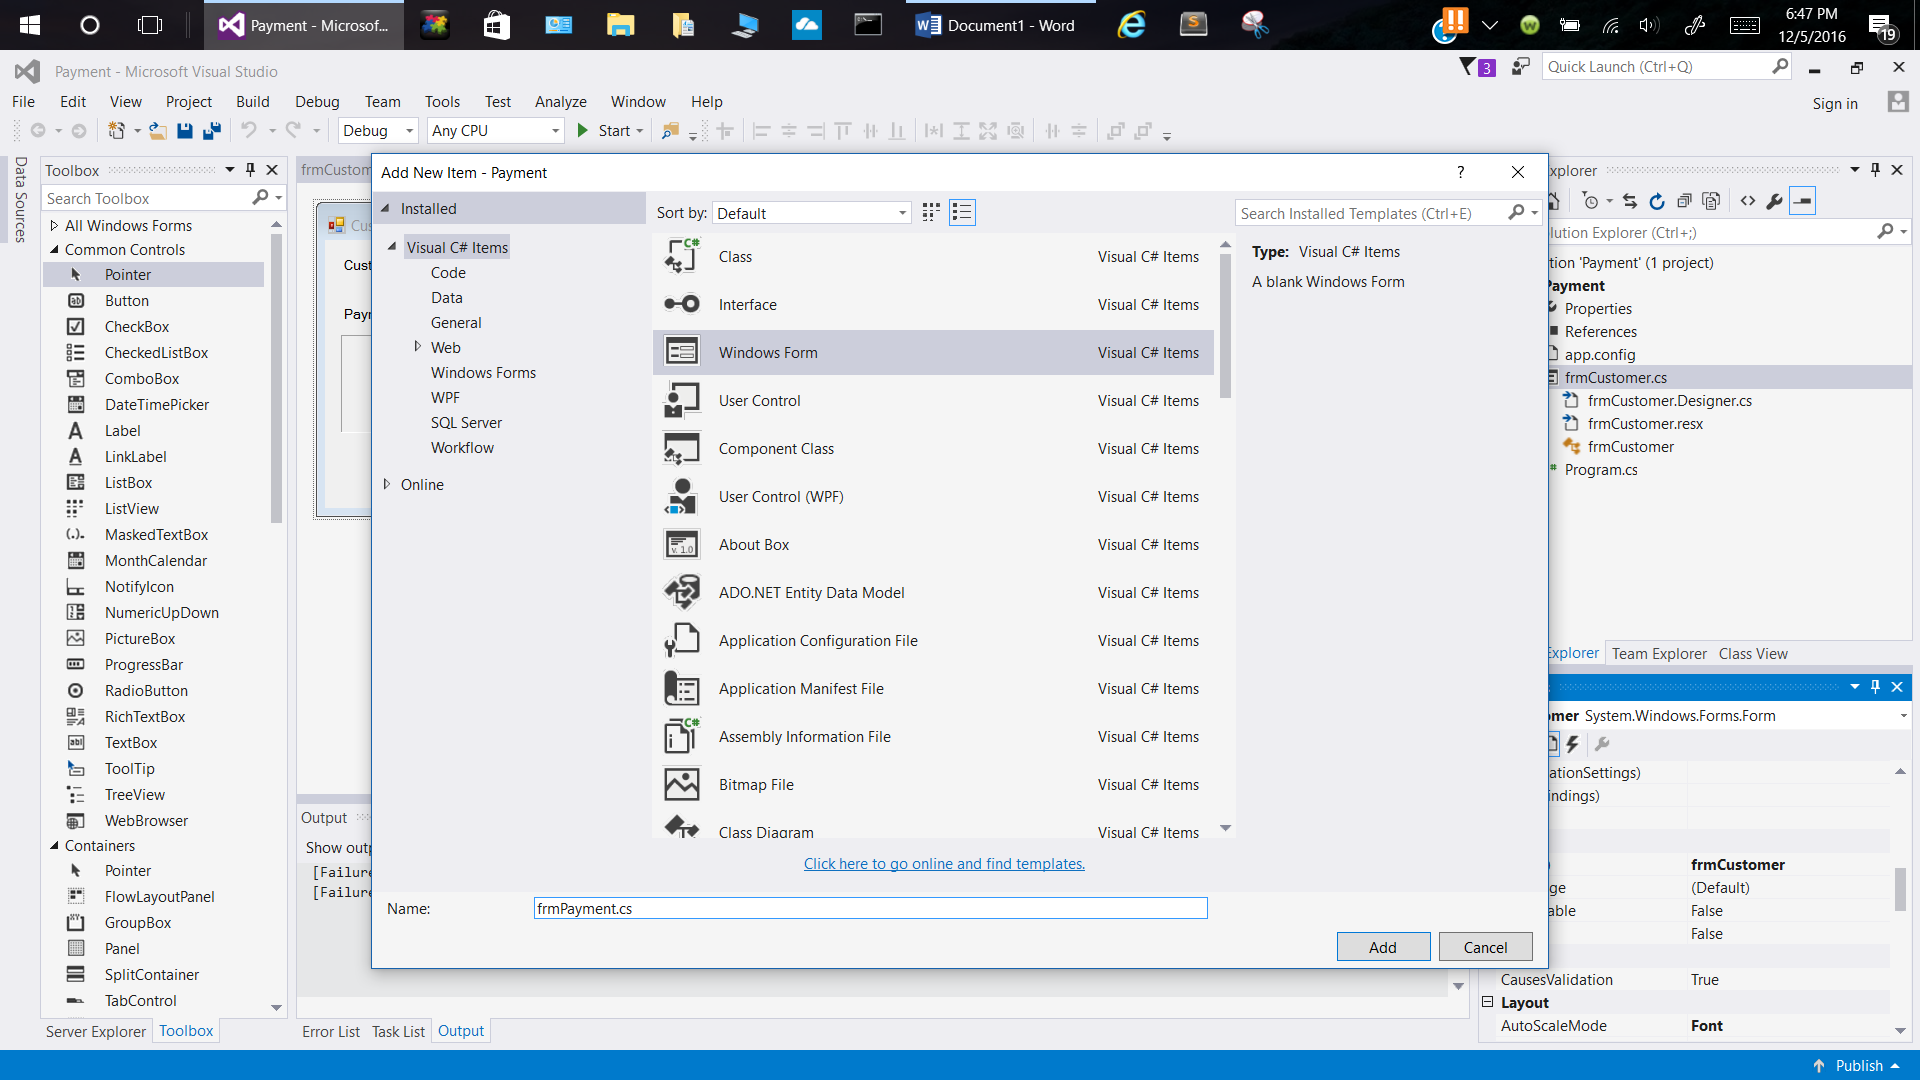 Payment - Microsof...
Document1 - Word
6:47 PM
12/5/2016
19
Payment - Microsoft Visual Studio
3
Quick Launch (Ctrl+Q)
File Edit View Project Build Debug Team Tools Test Analyze Window Help
Sign in
Debug
Any CPU
Start
Data Sources
Toolbox
Search Toolbox
All Windows Forms
Common Controls
Pointer
Button
CheckBox
CheckedListBox
ComboBox
DateTimePicker
Label
LinkLabel
ListBox
ListView
MaskedTextBox
MonthCalendar
NotifyIcon
NumericUpDown
PictureBox
ProgressBar
RadioButton
RichTextBox
TextBox
ToolTip
TreeView
WebBrowser
Containers
Pointer
FlowLayoutPanel
GroupBox
Panel
SplitContainer
TabControl
Server Explorer
Toolbox
frmCustom
Cus
Cust
Payr
Output
Show outp
[Failure
[Failure
Error List
Task List
Output
Add New Item - Payment
?
Installed
Visual C# Items
Code
Data
General
Web
Windows Forms
WPF
SQL Server
Workflow
Online
Sort by: Default
Search Installed Templates (Ctrl+E)
Class Visual C# Items
Interface Visual C# Items
Windows Form Visual C# Items
User Control Visual C# Items
Component Class Visual C# Items
User Control (WPF) Visual C# Items
About Box Visual C# Items
ADO.NET Entity Data Model Visual C# Items
Application Configuration File Visual C# Items
Application Manifest File Visual C# Items
Assembly Information File Visual C# Items
Bitmap File Visual C# Items
Class Diagram Visual C# Items
Type: Visual C# Items
A blank Windows Form
Click here to go online and find templates.
Name: frmPayment.cs
Add
Cancel
xplorer
lution Explorer (Ctrl+;)
tion 'Payment' (1 project)
ayment
Properties
References
app.config
frmCustomer.cs
frmCustomer.Designer.cs
frmCustomer.resx
frmCustomer
Program.cs
Explorer
Team Explorer
Class View
omer System.Windows.Forms.Form
ationSettings)
indings)
) frmCustomer
ge (Default)
able False
False
CausesValidation True
Layout
AutoScaleMode Font
Publish